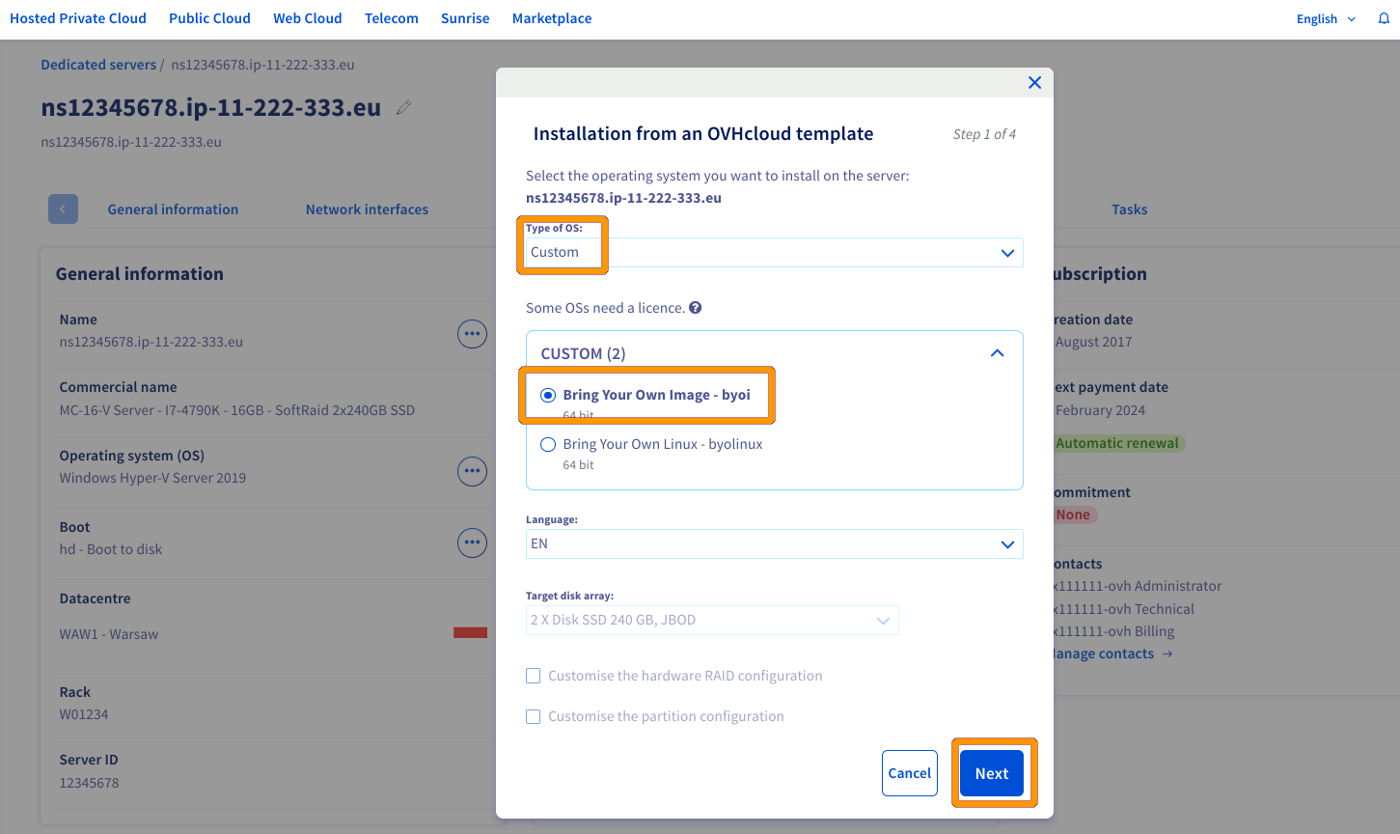 Hosted Private Cloud Public Cloud Web Cloud Telecom Sunrise Marketplace English
Dedicated servers / ns12345678.ip-11-222-333.eu
ns12345678.ip-11-222-333.eu
ns12345678.ip-11-222-333.eu
General information Network interfaces Tasks
General information
Name
ns12345678.ip-11-222-333.eu
Commercial name
MC-16-V Server - I7-4790K - 16GB - SoftRaid 2x240GB SSD
Operating system (OS)
Windows Hyper-V Server 2019
Boot
hd - Boot to disk
Datacentre
WAW1 - Warsaw
Rack
W01234
Server ID
12345678
Installation from an OVHcloud template
Step 1 of 4
Select the operating system you want to install on the server:
ns12345678.ip-11-222-333.eu
Type of OS:
Custom
Some OSs need a licence. ?
CUSTOM (2)
Bring Your Own Image - byoi
64 bit
Bring Your Own Linux - byolinux
64 bit
Language:
EN
Target disk array:
2 X Disk SSD 240 GB, JBOD
Customise the hardware RAID configuration
Customise the partition configuration
Cancel Next
ubscription
reation date
August 2017
ext payment date
February 2024
Automatic renewal
ommitment
None
ontacts
x111111-ovh Administrator
x111111-ovh Technical
x111111-ovh Billing
anage contacts →